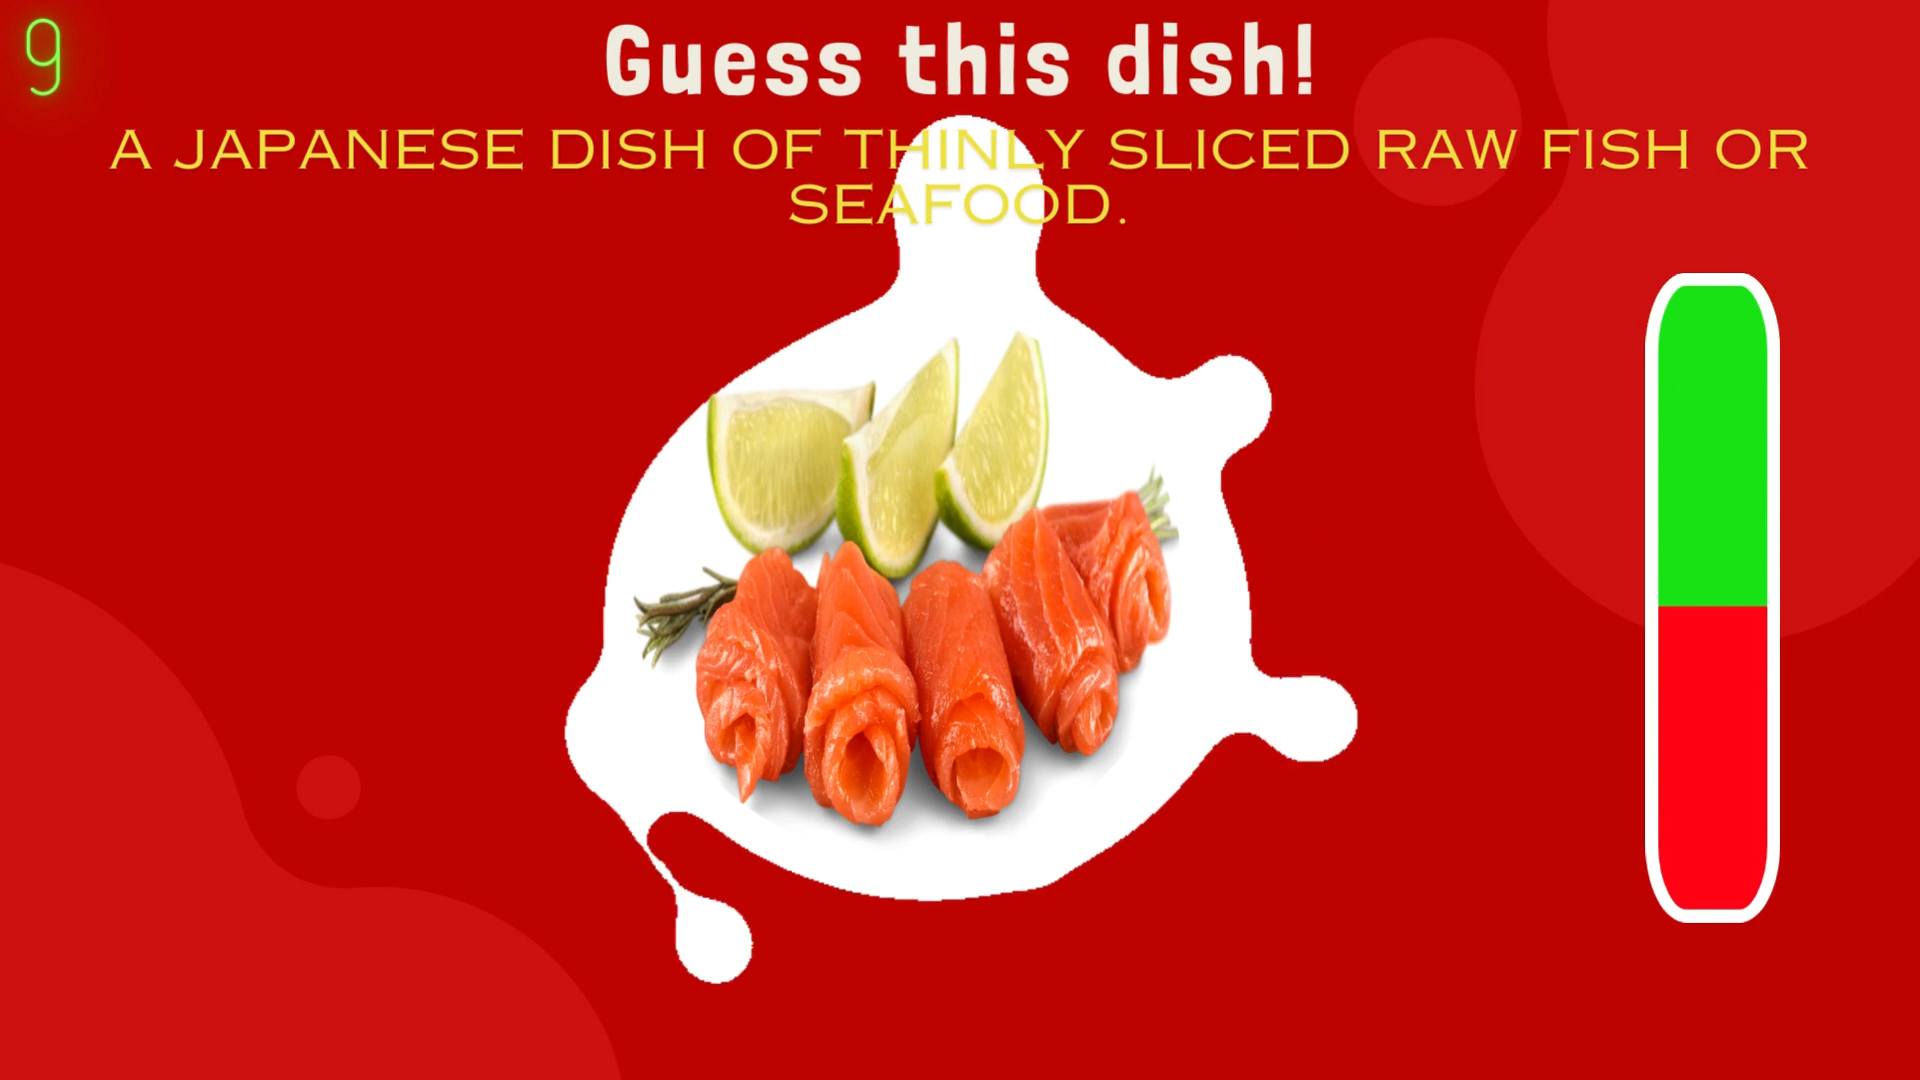 9
Guess this dish!
A JAPANESE DISH OF THINLY SLICED RAW FISH OR
SEAFOOD.